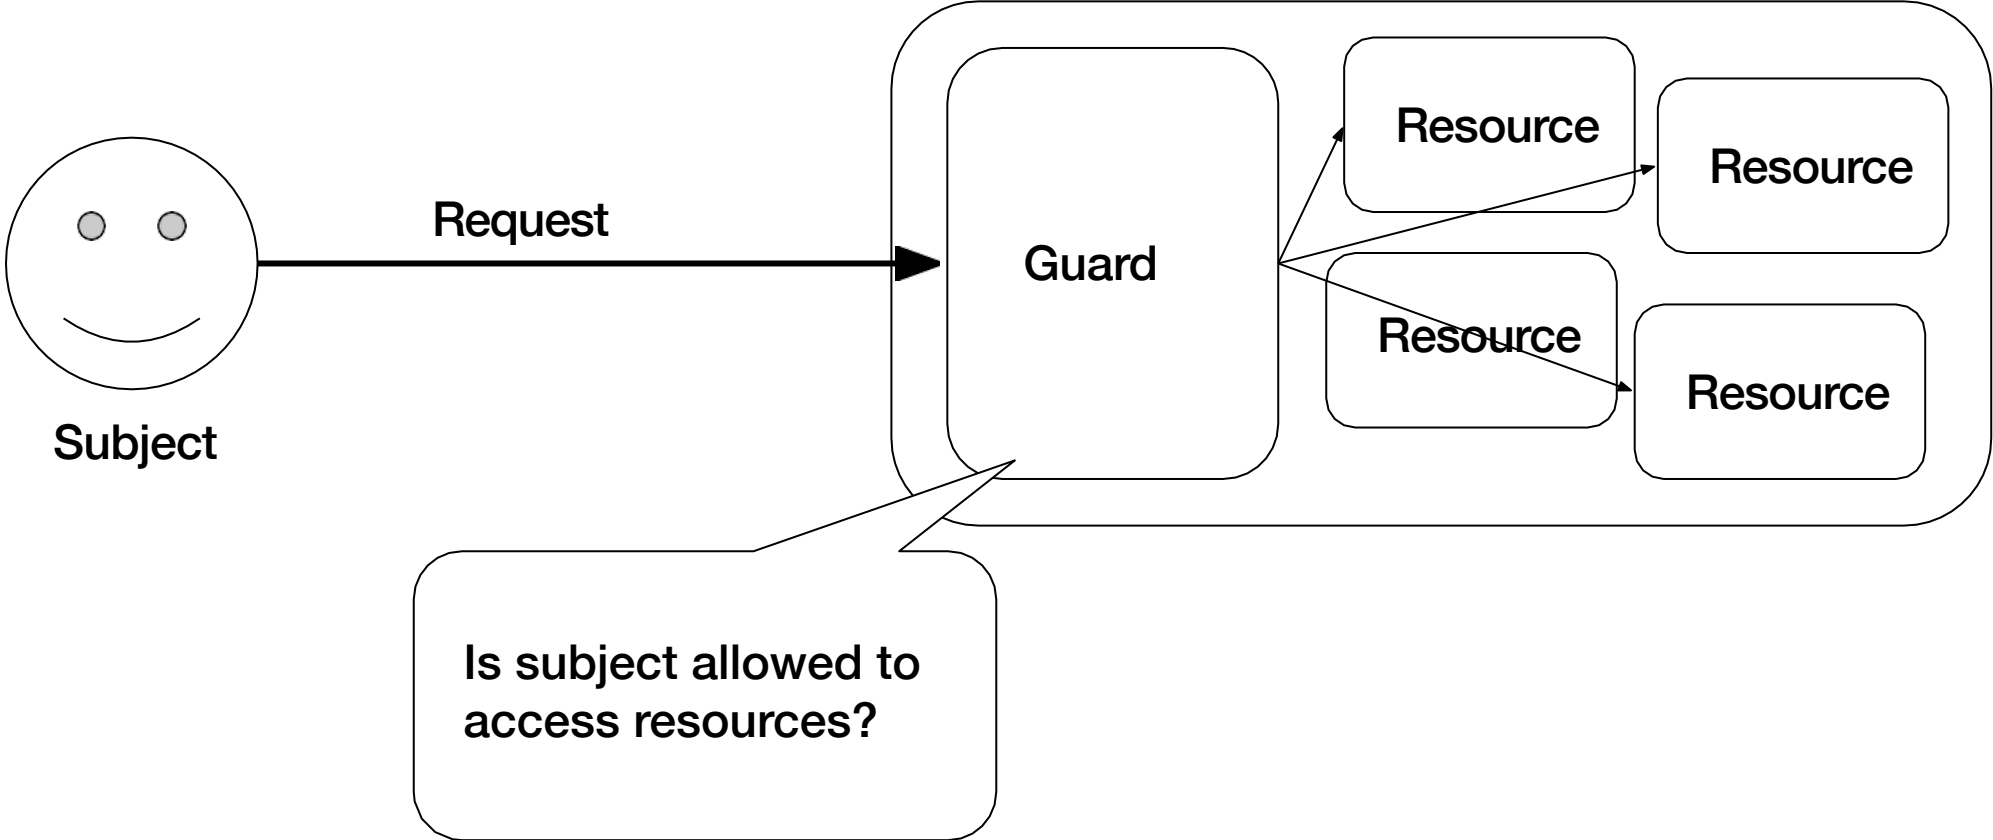 Request
Subject
Guard
Resource
Resource
Resource
Resource
Is subject allowed to
access resources?